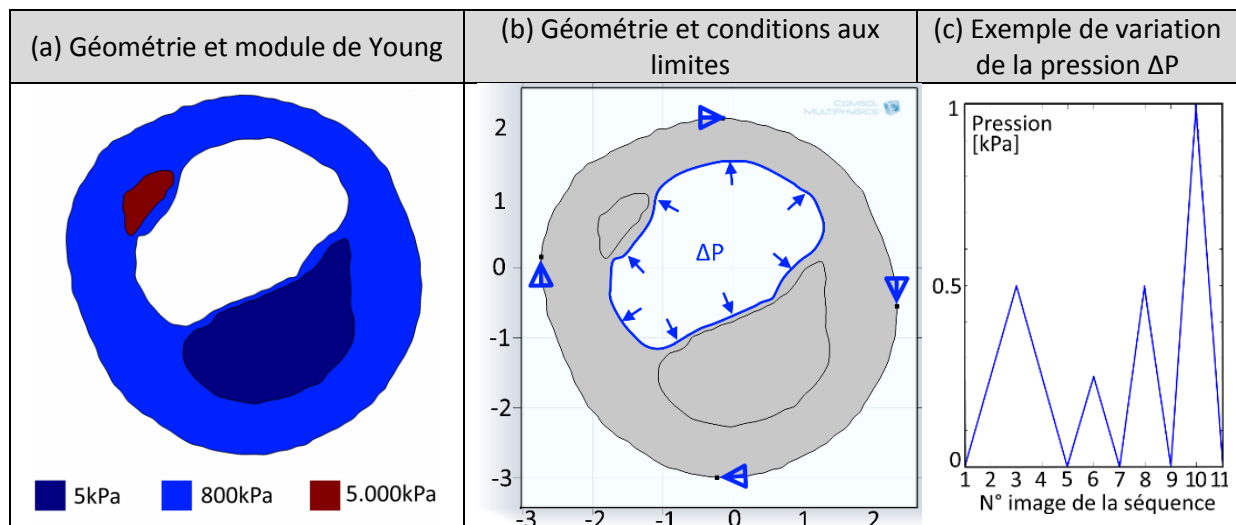 (a) Géométrie et module de Young
(b) Géométrie et conditions aux
limites
(c) Exemple de variation
de la pression ΔP
5kPa
800kPa
5.000kPa
COMSOL
MULTIPHYSICS
2
1
0
-1
-2
-3
-3
-2
-1
0
1
2
ΔP
Pression
[kPa]
1
0.5
0
1 2 3 4 5 6 7 8 9 10 11
N° image de la séquence